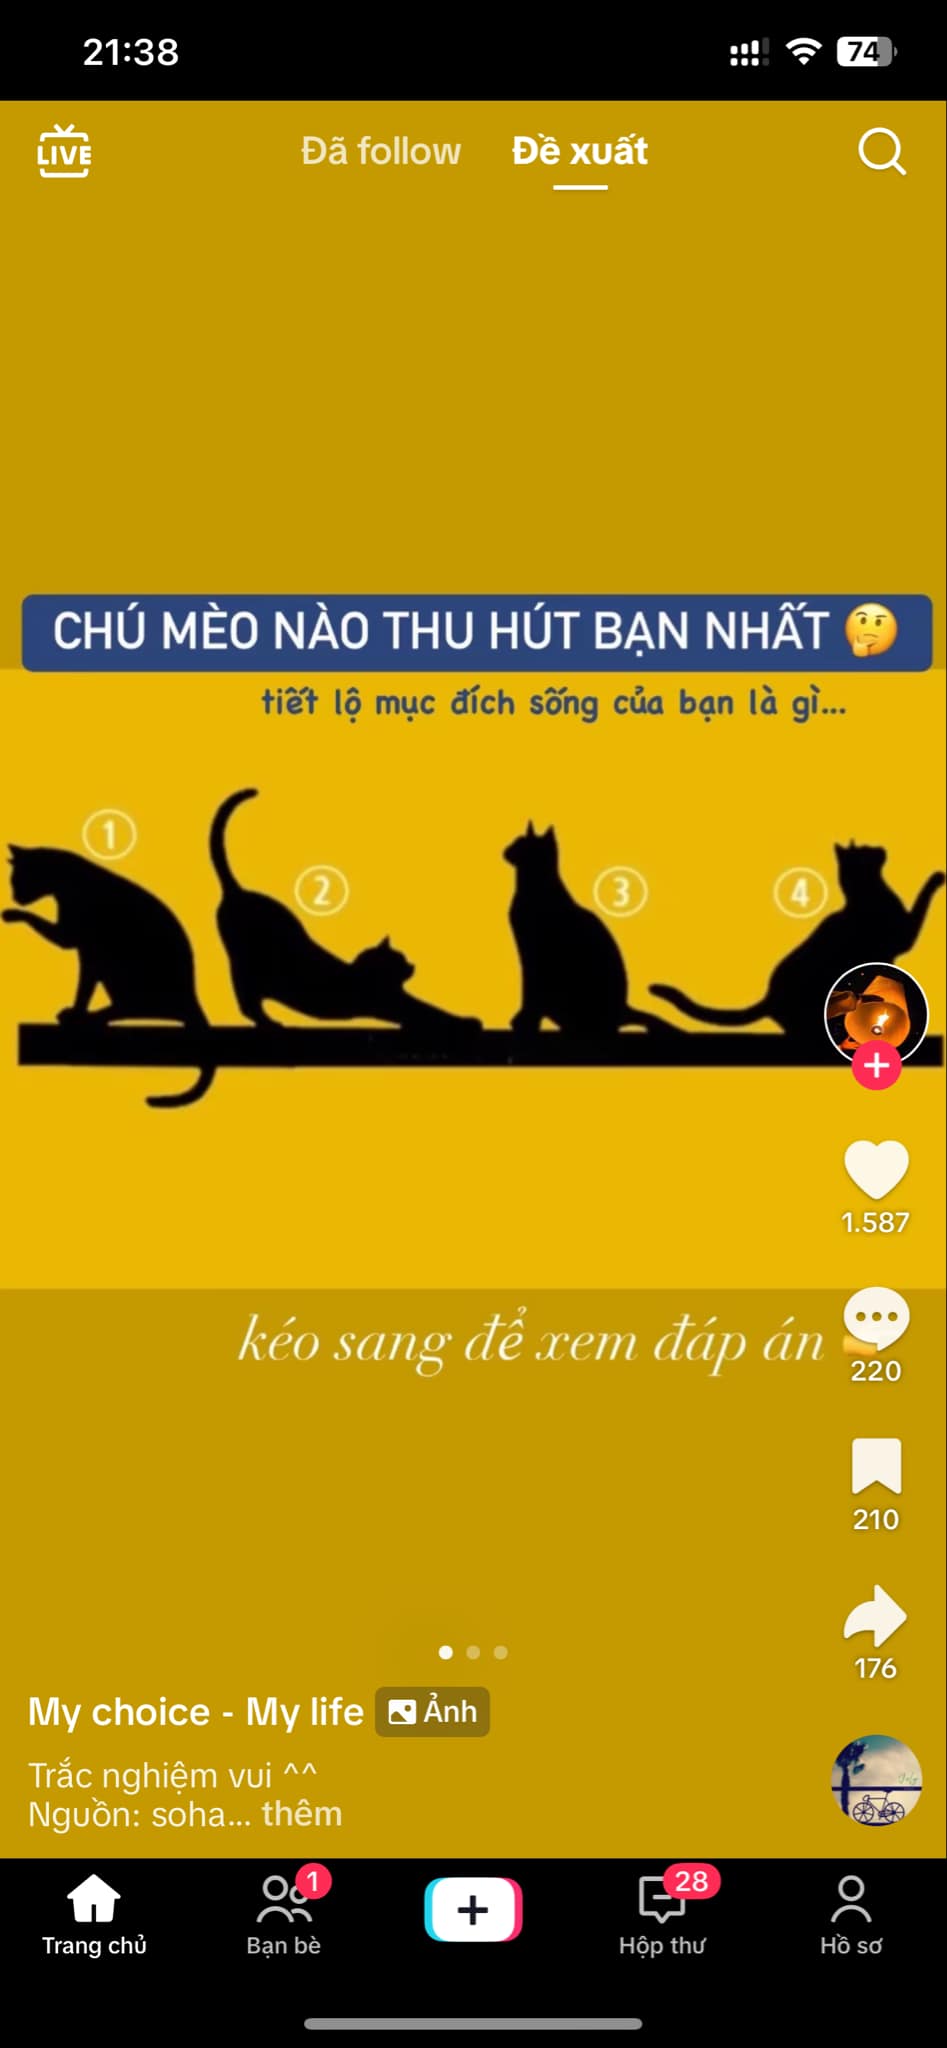 21:38
74
LIVE
Đã follow
Đề xuất
CHÚ MÈO NÀO THU HÚT BẠN NHẤT 🤔
tiết lộ mục đích sống của bạn là gì...
1
2
3
4
1.587
kéo sang để xem đáp án
220
210
176
My choice - My life
Ảnh
Trắc nghiệm vui ^^
Nguồn: soha... thêm
1
28
Trang chủ
Bạn bè
Hộp thư
Hồ sơ